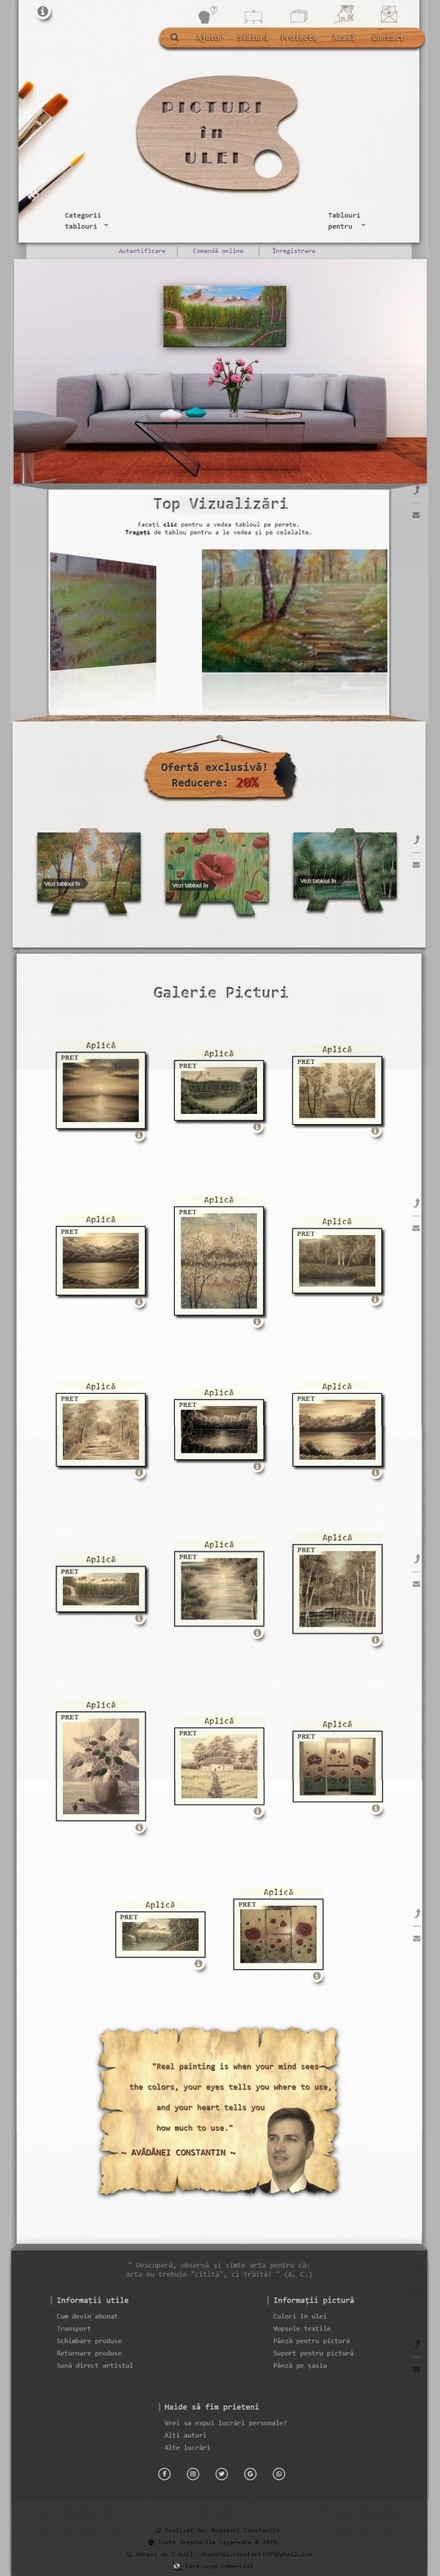 Ajutor Sfaturi Proiecte Acasă Contact
PICTURI
în
ULEI
Categorii
tablouri
Tablouri
pentru
Autentificare Comandă online Înregistrare
Top Vizualizări
Faceți clic pentru a vedea tabloul pe perete.
Trageți de tablou pentru a le vedea și pe celelalte.
Ofertă exclusivă!
Reducere: 20%
Vezi tabloul în
Vezi tabloul în
Vezi tabloul în
Galerie Picturi
Aplică
PRET
Aplică
PRET
Aplică
PRET
Aplică
PRET
Aplică
PRET
Aplică
PRET
Aplică
PRET
Aplică
PRET
Aplică
PRET
Aplică
PRET
Aplică
PRET
Aplică
PRET
Aplică
PRET
Aplică
PRET
Aplică
PRET
Aplică
PRET
Aplică
PRET
"Real painting is when your mind sees
the colors, your eyes tells you where to use,
and your heart tells you
how much to use."
~ AVĂDĂNEI CONSTANTIN ~
" Descoperă, observă și simte arta pentru că:
arta nu trebuie "citită", ci trăită! " (A. C.)
Informații utile
Cum devin abonat
Transport
Schimbare produse
Returnare produse
Sună direct artistul
Informații pictură
Culori în ulei
Vopsele textile
Pânză pentru pictură
Suport pentru pictură
Pânză pe șasiu
Haide să fim prieteni
Vrei sa expui lucrări personale?
Alți autori
Alte lucrări
Realizat de: Avădănei Constantin.
Toate drepturile rezervate © 2020.
Adresa de E-mail: avadanei.constantin85@gmail.com
Fără scop comercial